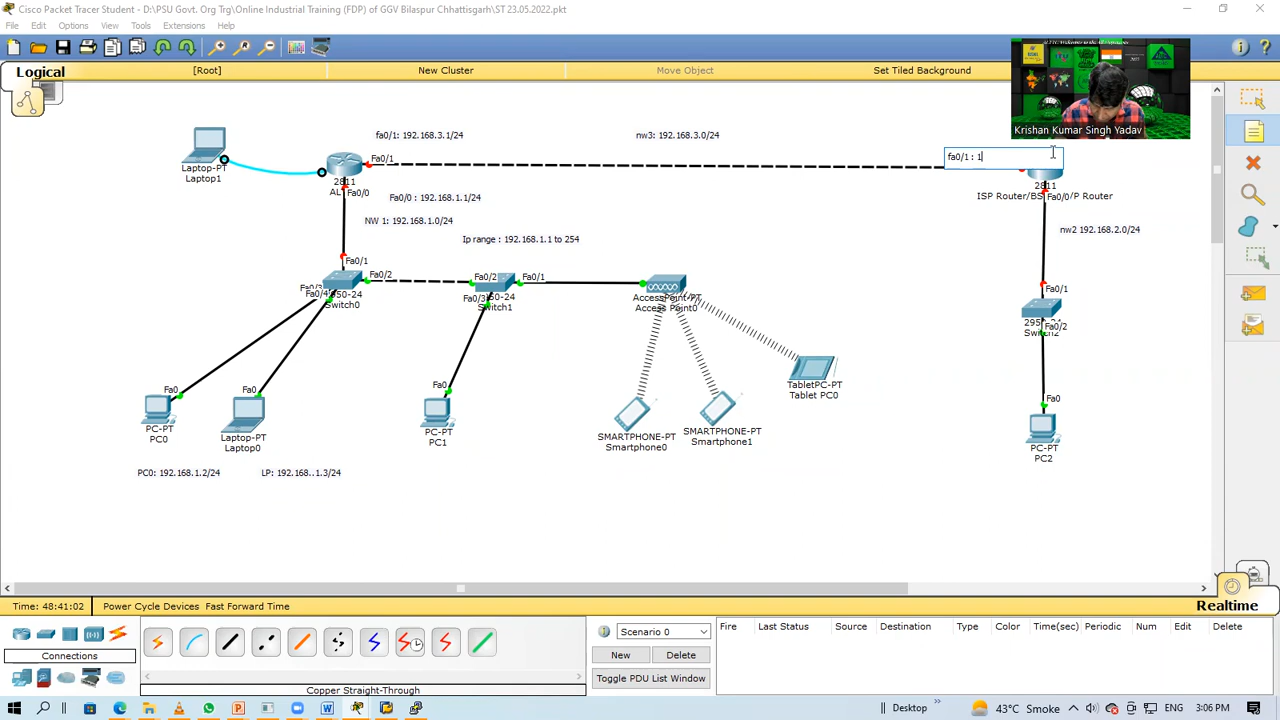 Cisco Packet Tracer Student - D:\PSU Govt. Org Trg\Online Industrial Training (FDP) of GGV Bilaspur Chhattisgarh\ST 23.05.2022.pkt
File Edit Options View Tools Extensions Help
Logical [Root] New Cluster Move Object Set Tiled Background
Krishan Kumar Singh Yadav
fa0/1: 192.168.3.1/24
nw3: 192.168.3.0/24
Laptop-PT
Laptop1
Fa0/1
2811
Fa0/0
fa0/1 : 1
2811
ISP Router/BS
P Router
Fa0/0
Fa0/0 : 192.168.1.1/24
NW 1: 192.168.1.0/24
Ip range : 192.168.1.1 to 254
nw2 192.168.2.0/24
Fa0/1
Fa0/2
Switch0
Fa0/2
Fa0/1
Fa0/3
Switch1
AccessPoint-PT
Access Point0
Fa0/1
Fa0/2
Switch2
TabletPC-PT
Tablet PC0
Fa0
PC-PT
PC0
Fa0
Laptop-PT
Laptop0
Fa0
PC-PT
PC1
SMARTPHONE-PT
Smartphone0
SMARTPHONE-PT
Smartphone1
Fa0
PC-PT
PC2
PC0: 192.168.1.2/24
LP: 192.168..1.3/24
Time: 48:41:02 Power Cycle Devices Fast Forward Time
Realtime
Connections
Copper Straight-Through
Scenario 0
New Delete
Toggle PDU List Window
Fire Last Status Source Destination Type Color Time(sec) Periodic Num Edit Delete
Desktop 43°C Smoke ENG 3:06 PM